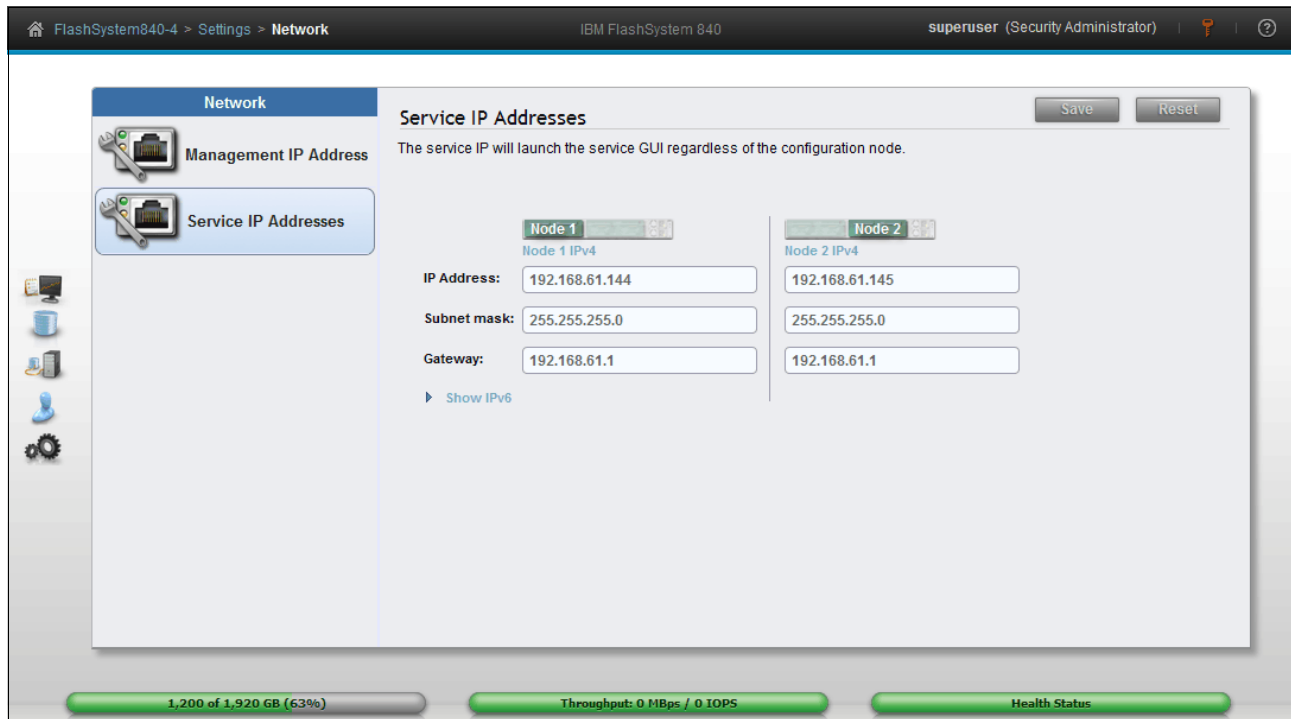 FlashSystem840-4 > Settings > Network
IBM FlashSystem 840
superuser (Security Administrator)
Network
Management IP Address
Service IP Addresses
Service IP Addresses
Save
Reset
The service IP will launch the service GUI regardless of the configuration node.
Node 1
Node 2
Node 1 IPv4
Node 2 IPv4
IP Address:
192.168.61.144
192.168.61.145
Subnet mask:
255.255.255.0
255.255.255.0
Gateway:
192.168.61.1
192.168.61.1
Show IPv6
1,200 of 1,920 GB (63%)
Throughput: 0 MBps / 0 IOPS
Health Status